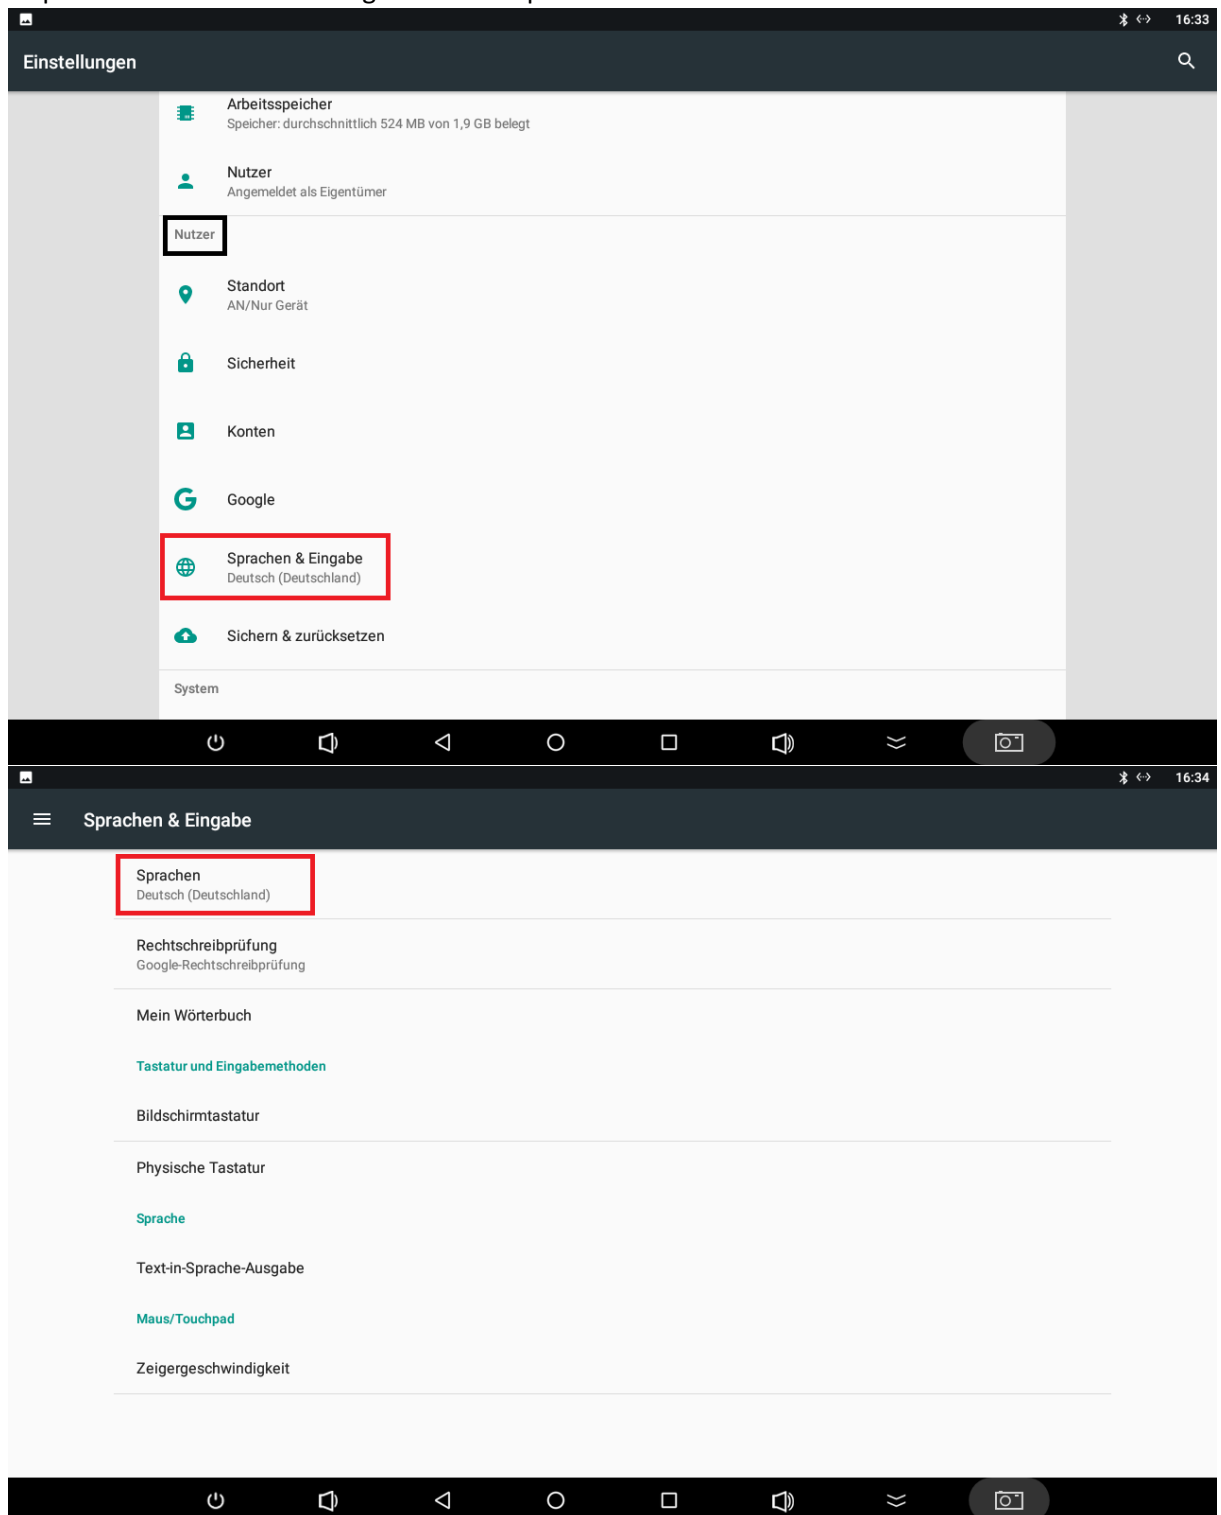 16:33
Einstellungen
Arbeitsspeicher
Speicher: durchschnittlich 524 MB von 1,9 GB belegt
Nutzer
Angemeldet als Eigentümer
Nutzer
Standort
AN/Nur Gerät
Sicherheit
Konten
Google
Sprachen & Eingabe
Deutsch (Deutschland)
Sichern & zurücksetzen
System
16:34
Sprachen & Eingabe
Sprachen
Deutsch (Deutschland)
Rechtschreibprüfung
Google-Rechtschreibprüfung
Mein Wörterbuch
Tastatur und Eingabemethoden
Bildschirmtastatur
Physische Tastatur
Sprache
Text-in-Sprache-Ausgabe
Maus/Touchpad
Zeigergeschwindigkeit